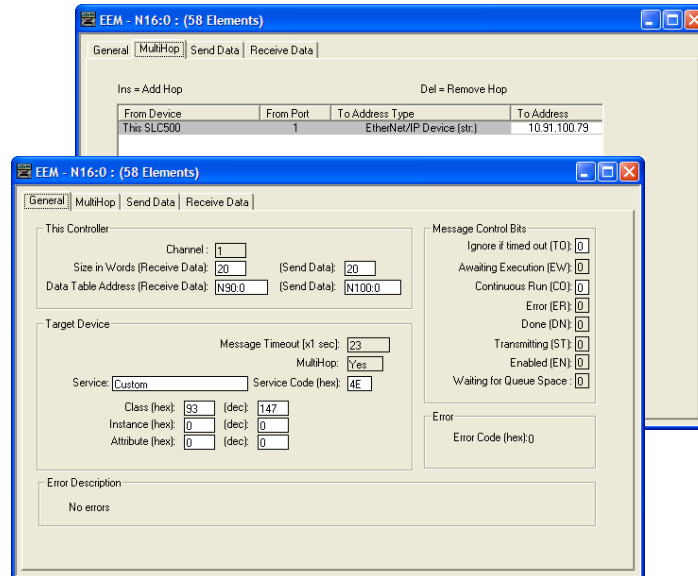 EEM - N16:0 : (58 Elements)
General MultiHop Send Data Receive Data
Ins = Add Hop Del = Remove Hop
From Device From Port To Address Type To Address
This SLC500 1 EtherNet/IP Device (str.) 10.91.100.79
EEM - N16:0 : (58 Elements)
General MultiHop Send Data Receive Data
This Controller
Channel : 1
Size in Words (Receive Data): 20 (Send Data): 20
Data Table Address (Receive Data): N90:0 (Send Data): N100:0
Target Device
Message Timeout [x1 sec]: 23
MultiHop: Yes
Service: Custom Service Code (hex): 4E
Class (hex): 93 (dec): 147
Instance (hex): 0 (dec): 0
Attribute (hex): 0 (dec): 0
Message Control Bits
Ignore if timed out (TO): 0
Awaiting Execution (EW): 0
Continuous Run (CO): 0
Error (ER): 0
Done (DN): 0
Transmitting (ST): 0
Enabled (EN): 0
Waiting for Queue Space : 0
Error
Error Code (hex):0
Error Description
No errors